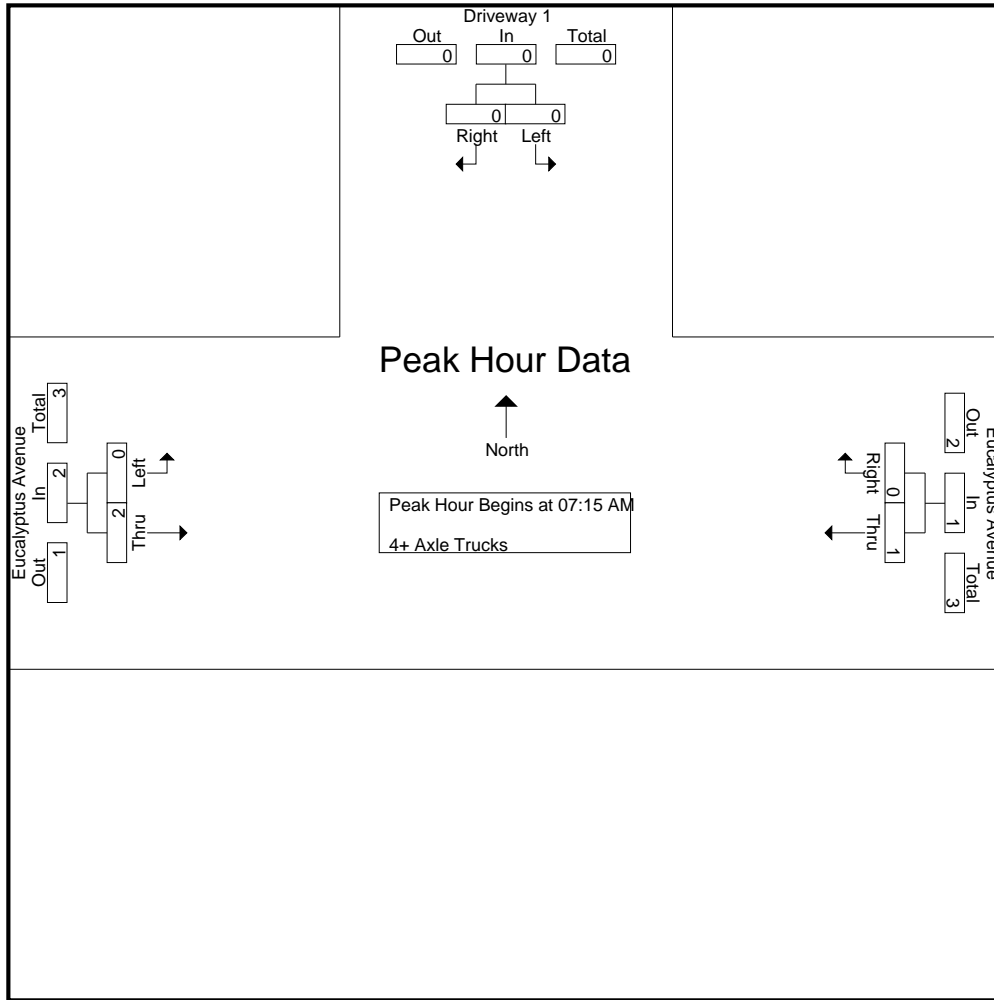 Driveway 1
Out In Total
0 0 0
0 0
Right Left
Peak Hour Data
North
Peak Hour Begins at 07:15 AM
4+ Axle Trucks
Eucalyptus Avenue
Out In Total
1 2 3
2 0
Thru Left
Eucalyptus Avenue
Out In Total
2 1 3
0 1
Right Thru